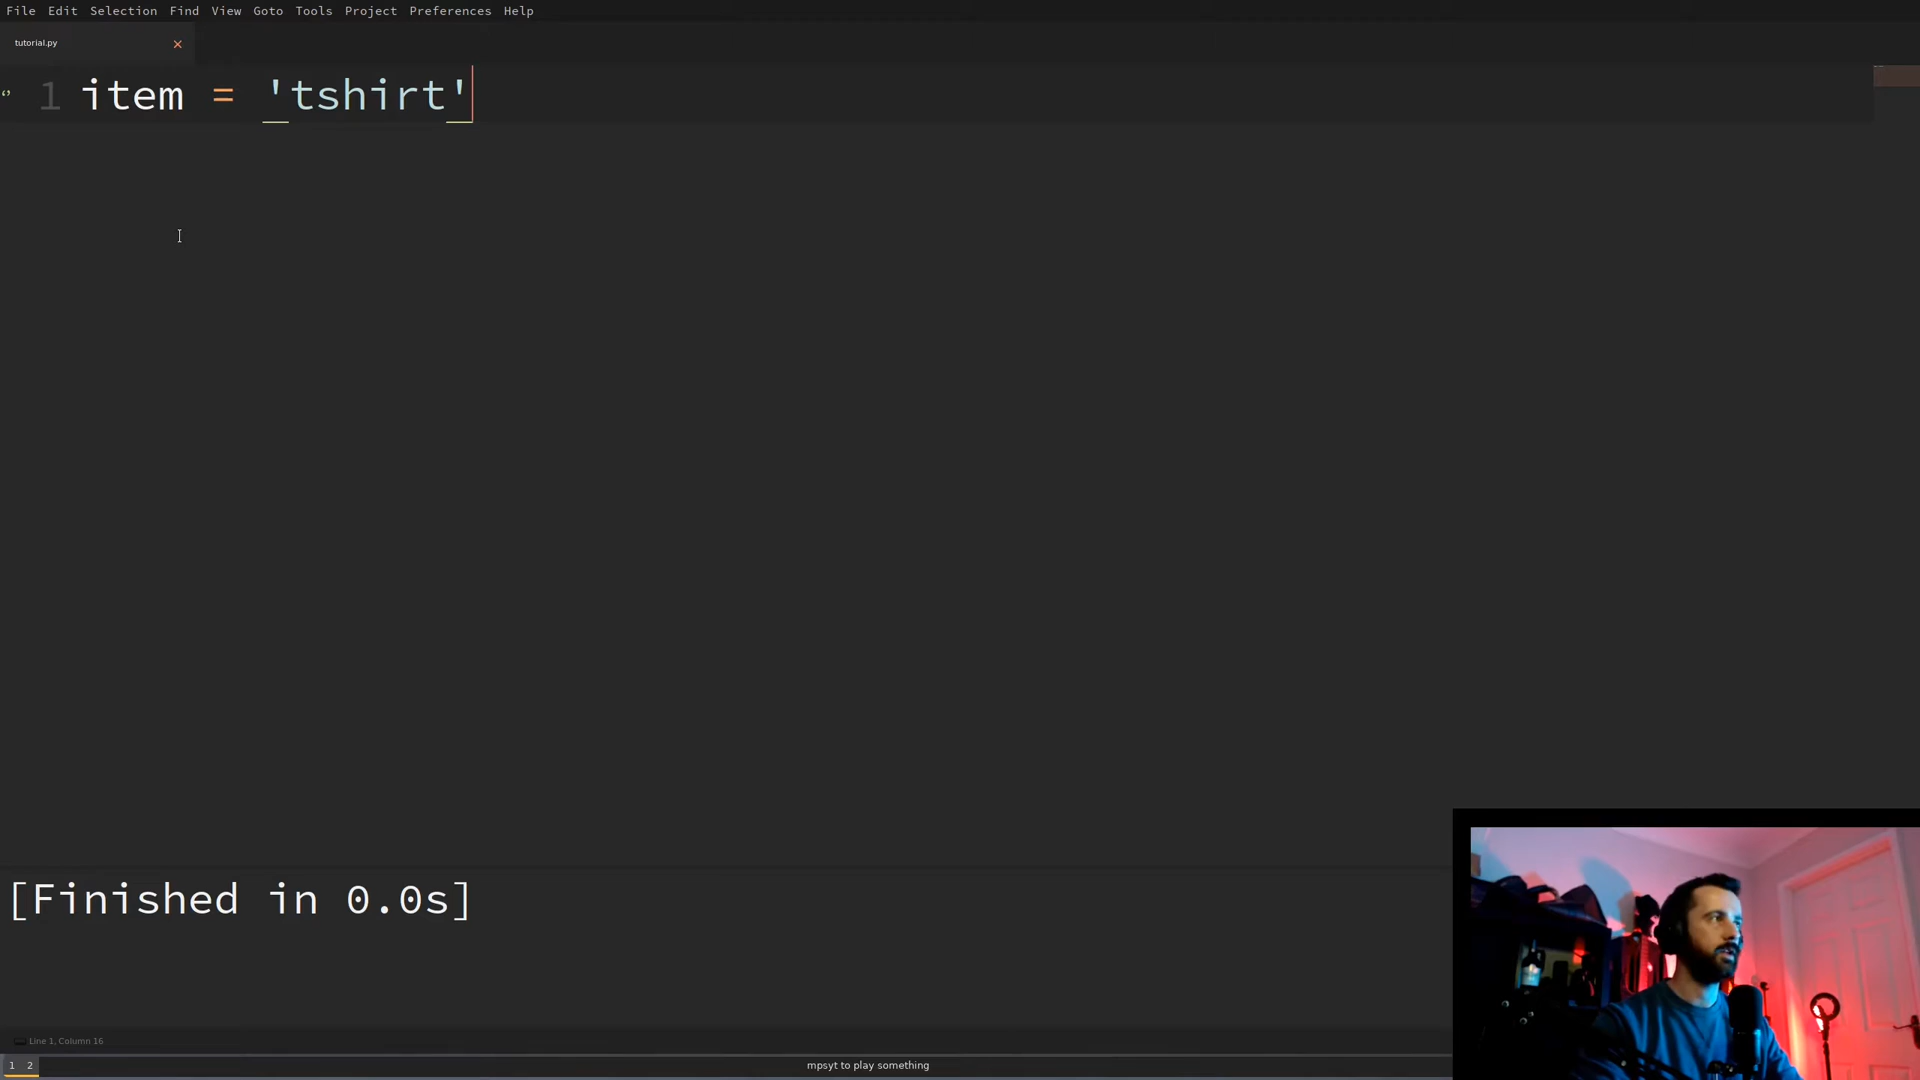 File Edit Selection Find View Goto Tools Project Preferences Help
tutorial.py
1 item = 'tshirt'
[Finished in 0.0s]
Line 1, Column 16
1 2 mpsyt to play something